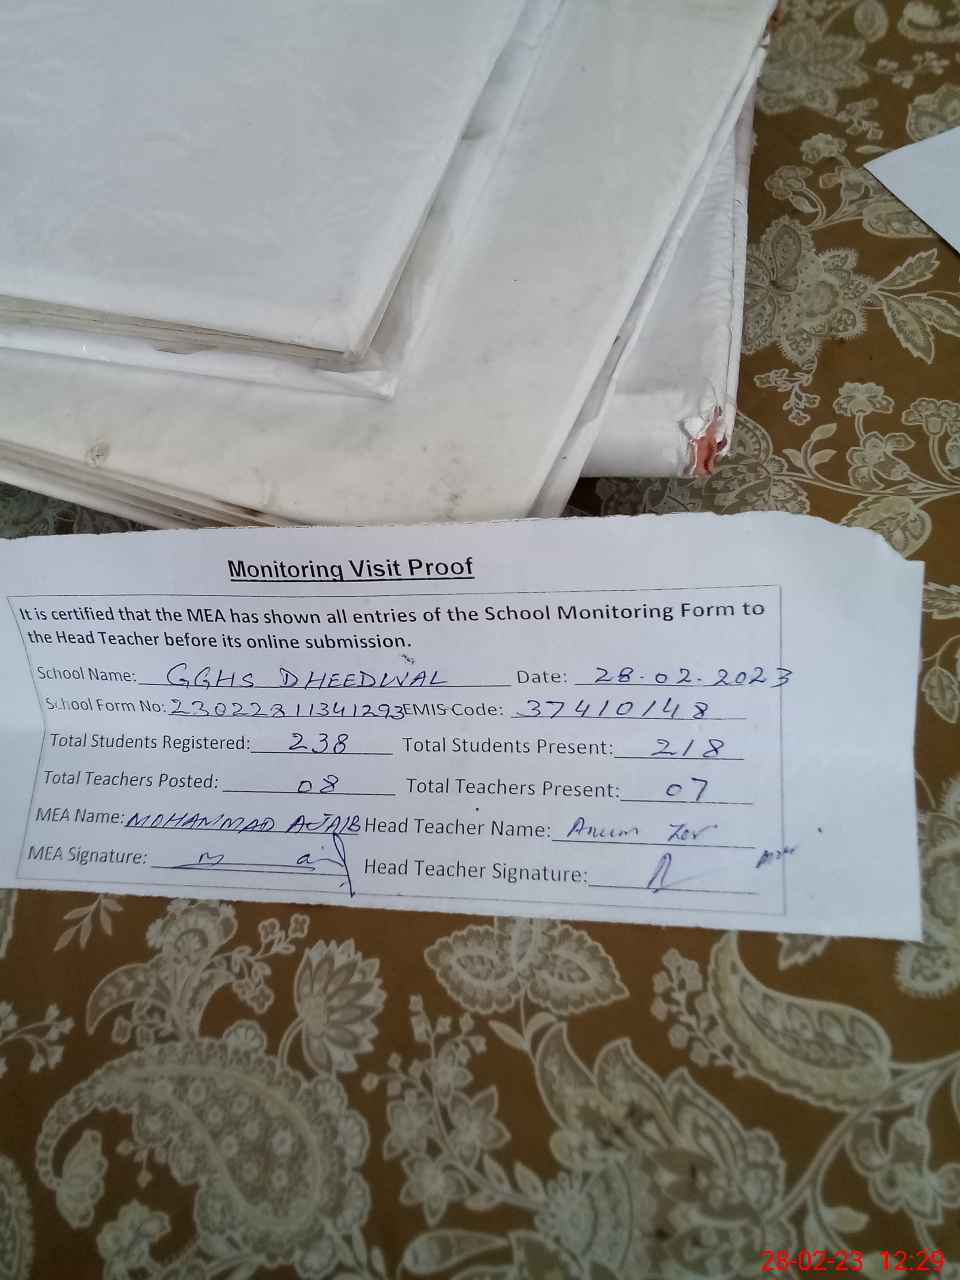 Monitoring Visit Proof
It is certified that the MEA has shown all entries of the School Monitoring Form to
the Head Teacher before its online submission.
School Name: GGHS DHEEDWAL Date: 28.02.2023
School Form No: 23022811341293 EMIS Code: 37410148
Total Students Registered: 238 Total Students Present: 218
Total Teachers Posted: 08 Total Teachers Present: 07
MEA Name: MOHAMMAD AJAIB Head Teacher Name: Anum
MEA Signature: Head Teacher Signature:
28-02-23 12:29